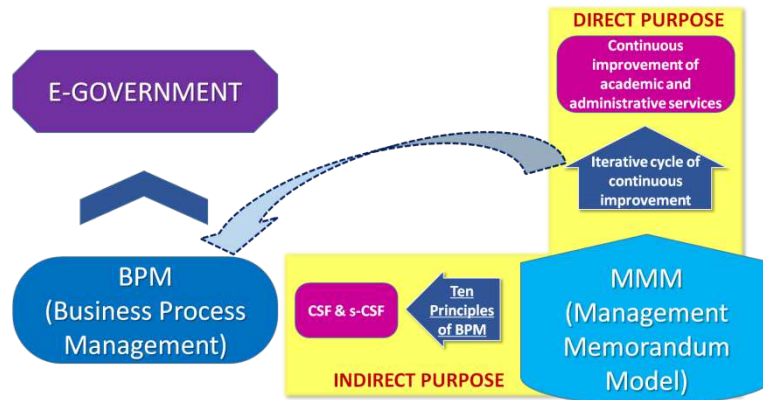 DIRECT PURPOSE
Continuous
improvement of
academic and
administrative services
E-GOVERNMENT
Iterative cycle of
continuous
improvement
BPM
(Business Process
Management)
CSF & s-CSF
Ten
Principles
of BPM
MMM
(Management
Memorandum
Model)
INDIRECT PURPOSE